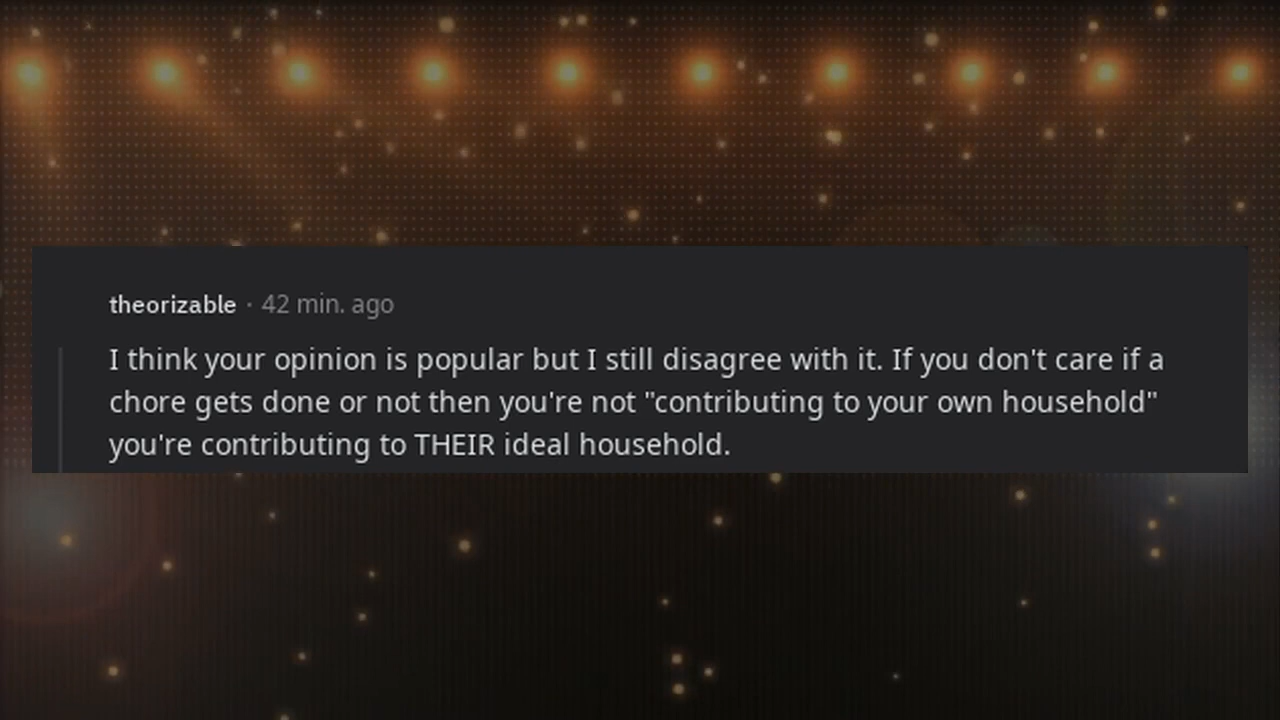 theorizable · 42 min. ago
I think your opinion is popular but I still disagree with it. If you don't care if a
chore gets done or not then you're not "contributing to your own household"
you're contributing to THEIR ideal household.